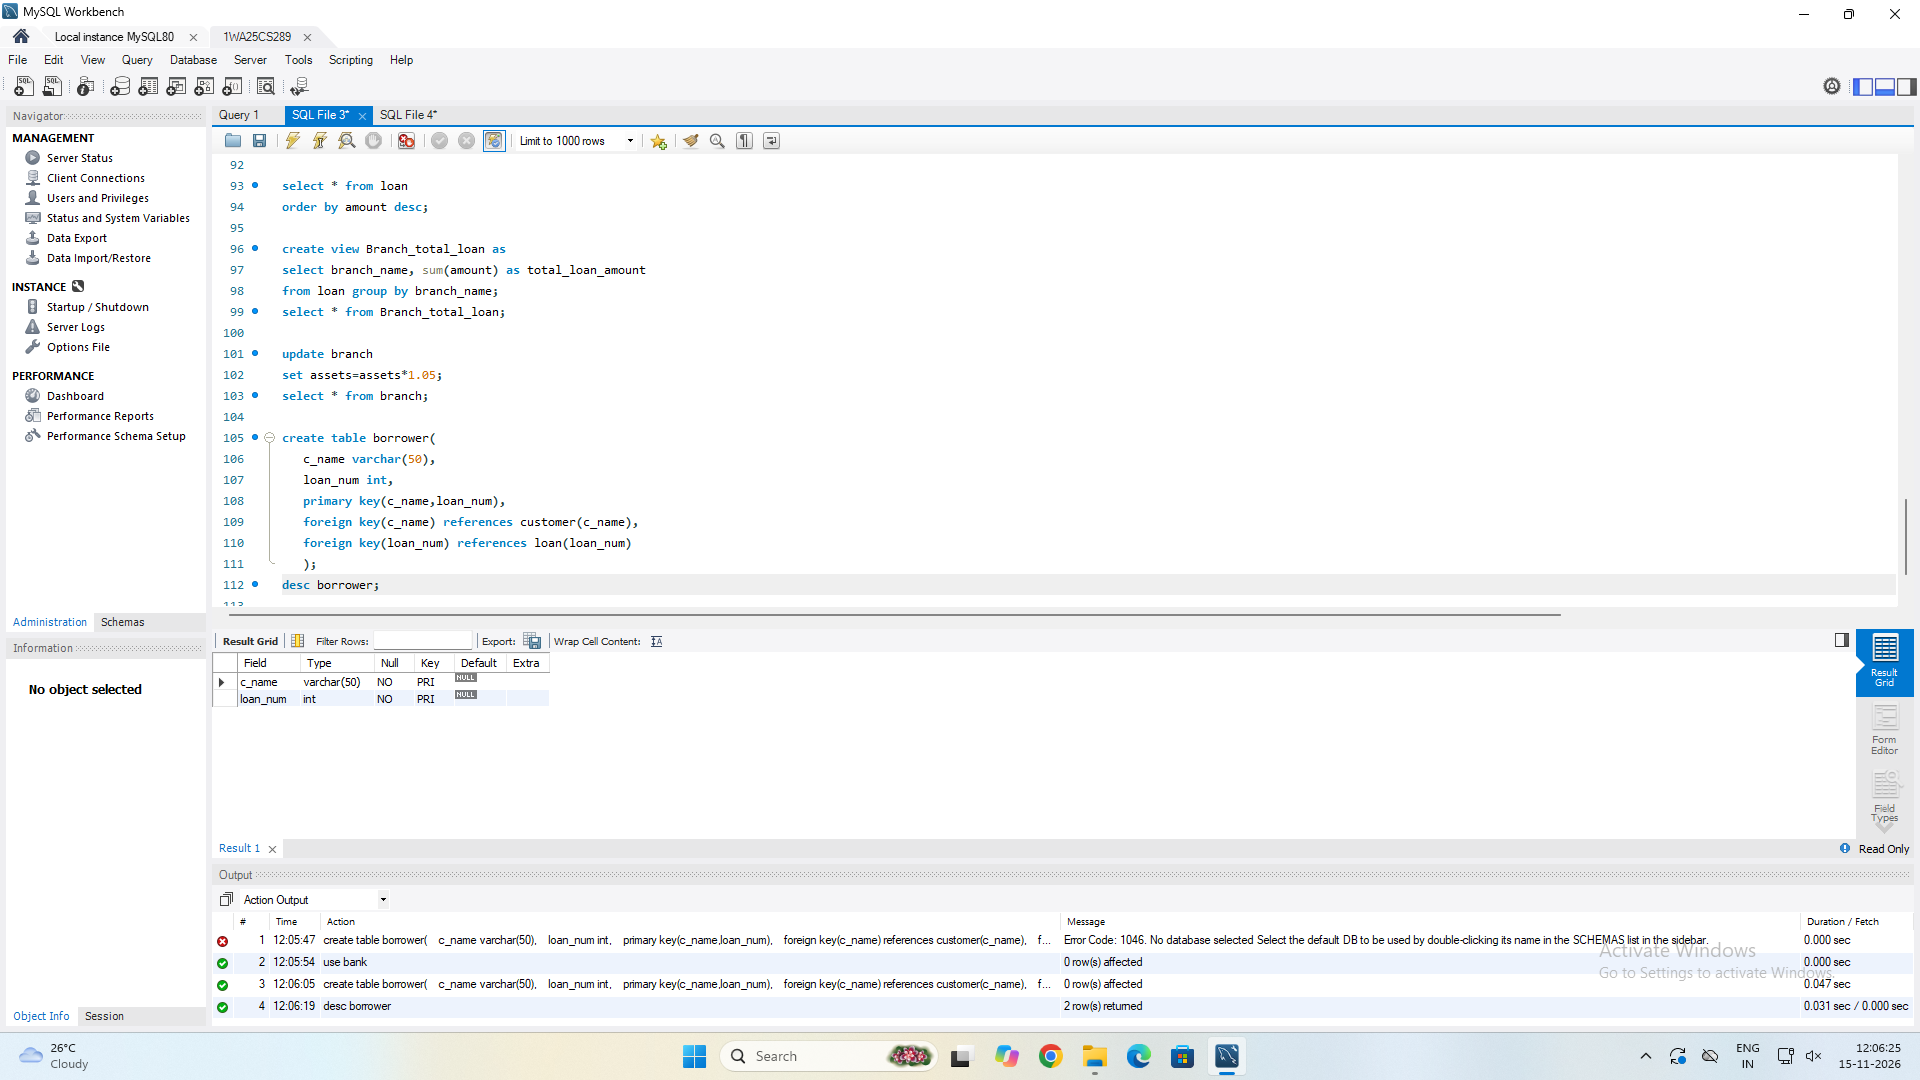 MySQL Workbench
Local instance MySQL80
1WA25CS289
File Edit View Query Database Server Tools Scripting Help
Navigator
MANAGEMENT
Server Status
Client Connections
Users and Privileges
Status and System Variables
Data Export
Data Import/Restore
INSTANCE
Startup / Shutdown
Server Logs
Options File
PERFORMANCE
Dashboard
Performance Reports
Performance Schema Setup
Administration Schemas
Information
No object selected
Object Info Session
Query 1 SQL File 3* SQL File 4*
Limit to 1000 rows
92
93 select * from loan
94 order by amount desc;
95
96 create view Branch_total_loan as
97 select branch_name, sum(amount) as total_loan_amount
98 from loan group by branch_name;
99 select * from Branch_total_loan;
100
101 update branch
102 set assets=assets*1.05;
103 select * from branch;
104
105 create table borrower(
106 c_name varchar(50),
107 loan_num int,
108 primary key(c_name,loan_num),
109 foreign key(c_name) references customer(c_name),
110 foreign key(loan_num) references loan(loan_num)
111 );
112 desc borrower;
113
Result Grid Filter Rows: Export: Wrap Cell Content:
Field Type Null Key Default Extra
c_name varchar(50) NO PRI NULL
loan_num int NO PRI NULL
Result Grid
Form Editor
Field Types
Result 1
Read Only
Output
Action Output
# Time Action Message Duration / Fetch
1 12:05:47 create table borrower( c_name varchar(50), loan_num int, primary key(c_name,loan_num), foreign key(c_name) references customer(c_name), f... Error Code: 1046. No database selected Select the default DB to be used by double-clicking its name in the SCHEMAS list in the sidebar. 0.000 sec
2 12:05:54 use bank 0 row(s) affected 0.000 sec
3 12:06:05 create table borrower( c_name varchar(50), loan_num int, primary key(c_name,loan_num), foreign key(c_name) references customer(c_name), f... 0 row(s) affected 0.047 sec
4 12:06:19 desc borrower 2 row(s) returned 0.031 sec / 0.000 sec
Activate Windows
Go to Settings to activate Windows.
26°C
Cloudy
Search
ENG
IN
12:06:25
15-11-2026